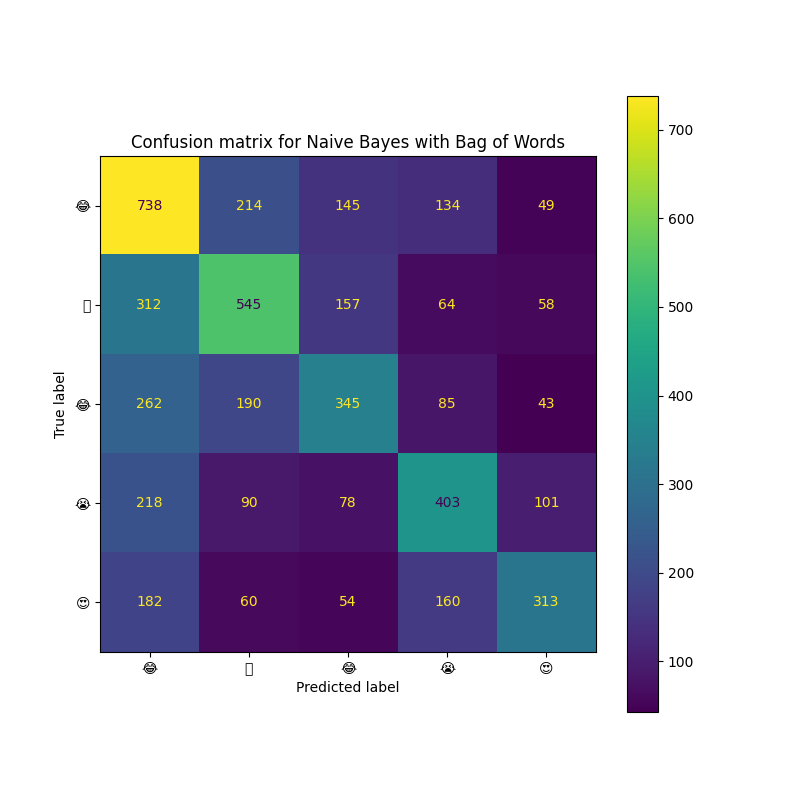 Confusion matrix for Naive Bayes with Bag of Words
😂 738 214 145 134 49
312 545 157 64 58
😂 262 190 345 85 43
😭 218 90 78 403 101
😍 182 60 54 160 313
😂 😂 😭 😍
True label
Predicted label
700
600
500
400
300
200
100